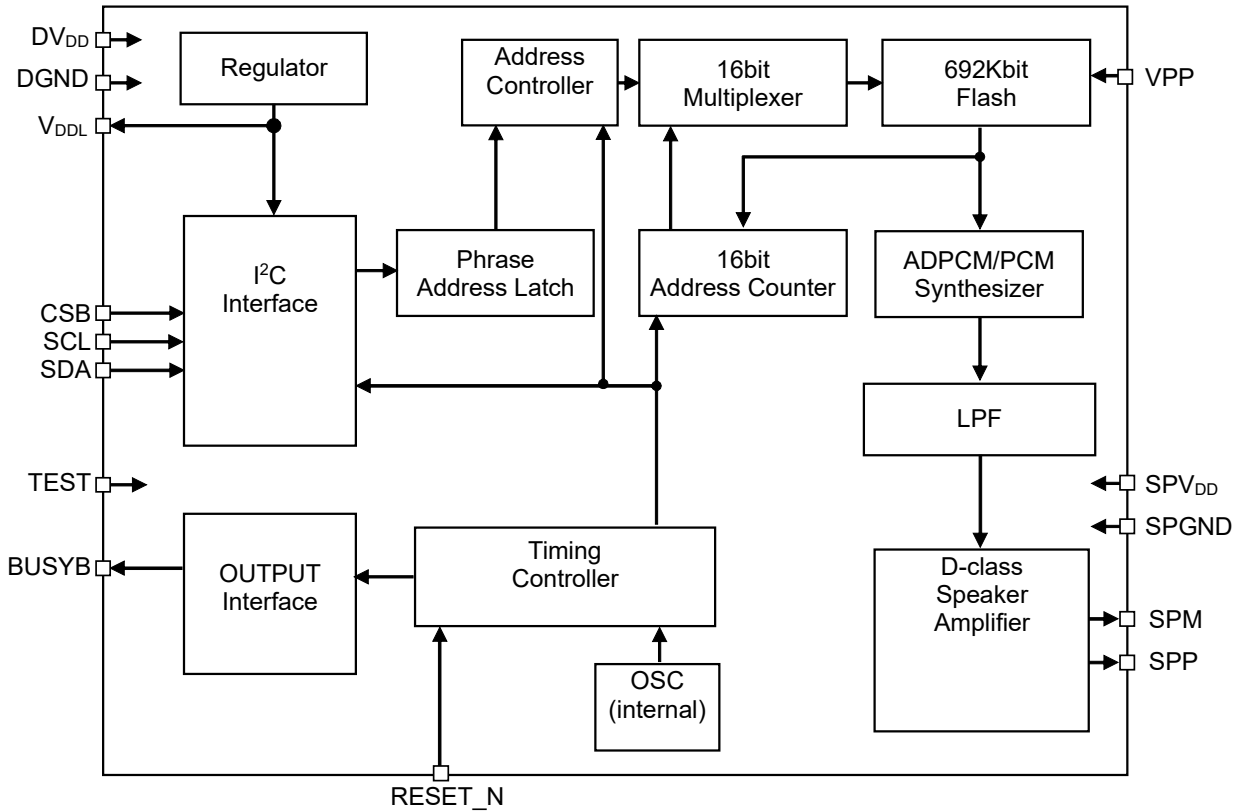 DVDD
DGND
VDDL
Regulator
Address
Controller
16bit
Multiplexer
692Kbit
Flash
VPP
I²C
Interface
Phrase
Address Latch
16bit
Address Counter
ADPCM/PCM
Synthesizer
CSB
SCL
SDA
LPF
TEST
SPVDD
SPGND
BUSYB
OUTPUT
Interface
Timing
Controller
D-class
Speaker
Amplifier
SPM
SPP
OSC
(internal)
RESET_N